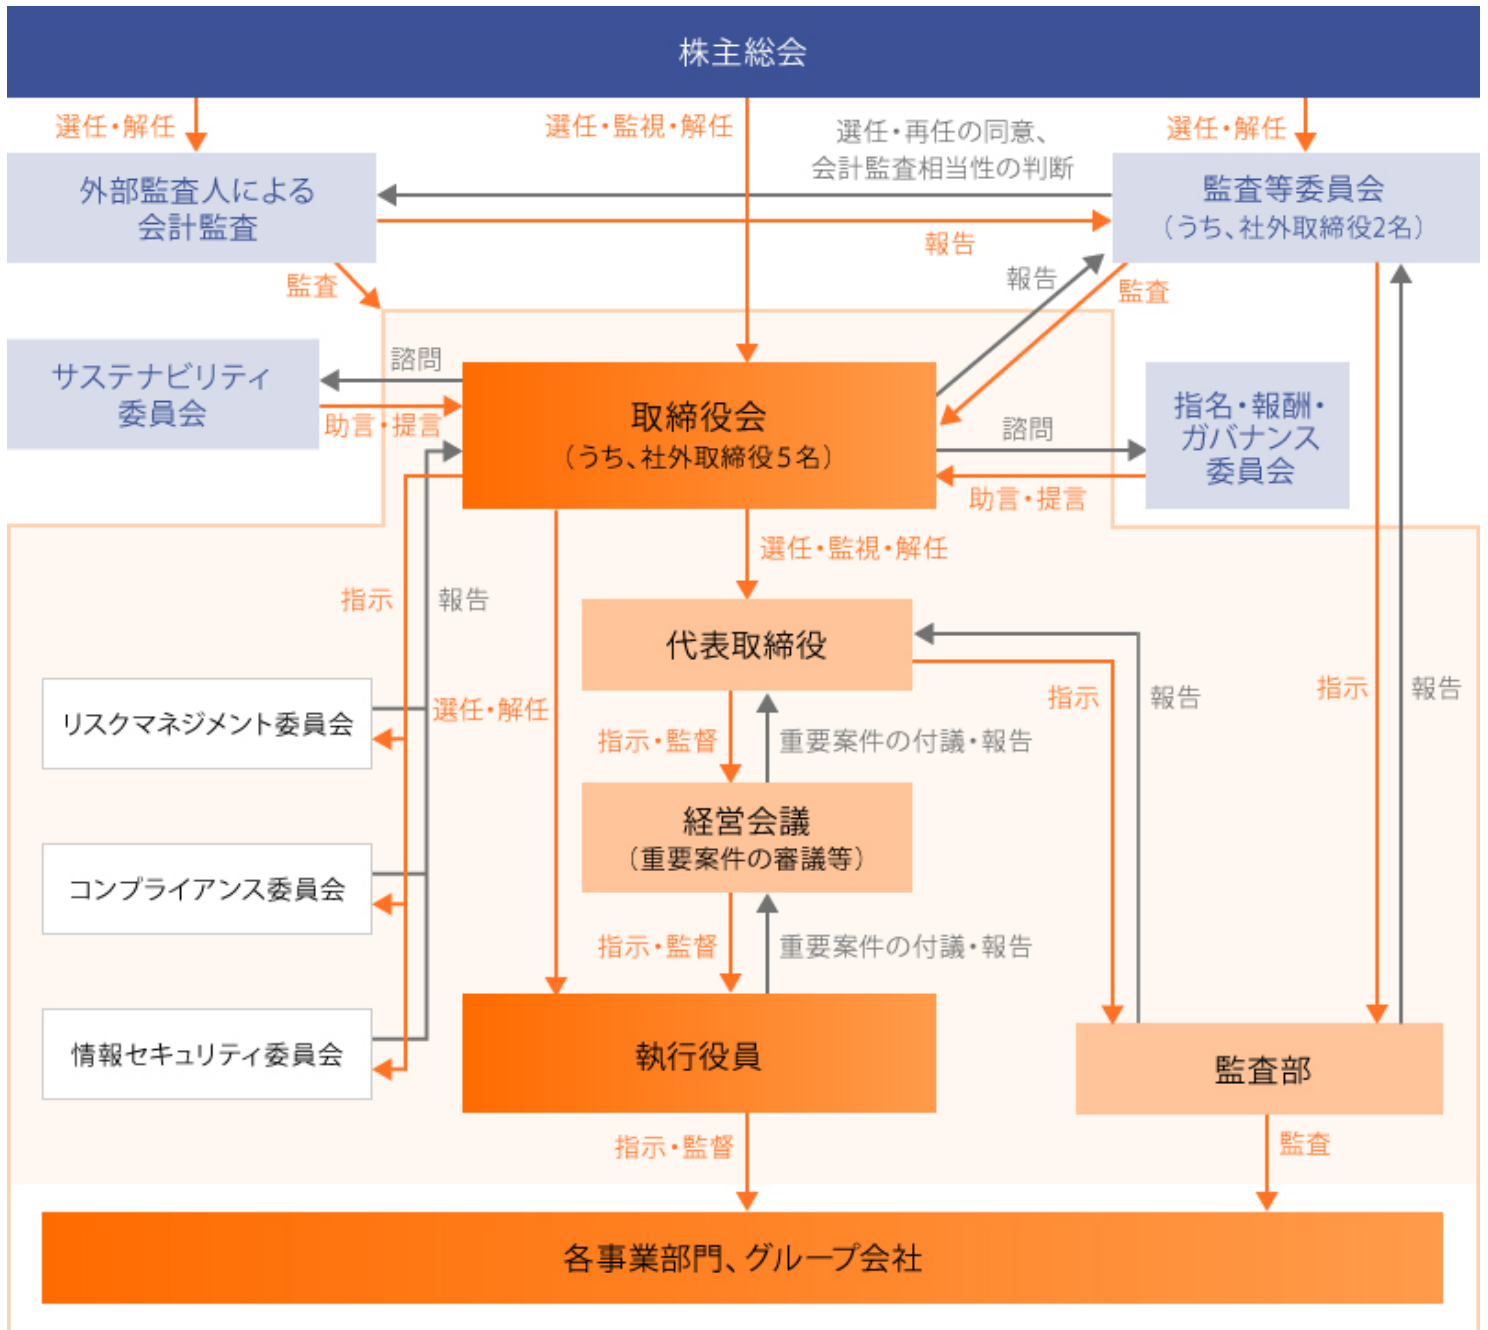 株主総会
選任・解任
選任・監視・解任
選任・再任の同意、
会計監査相当性の判断
選任・解任
外部監査人による
会計監査
監査等委員会
（うち、社外取締役2名）
報告
監査
報告
監査
サステナビリティ
委員会
諮問
助言・提言
取締役会
（うち、社外取締役5名）
諮問
助言・提言
指名・報酬・
ガバナンス
委員会
選任・監視・解任
指示
報告
代表取締役
リスクマネジメント委員会
選任・解任
指示・監督
重要案件の付議・報告
指示
報告
指示
報告
経営会議
（重要案件の審議等）
コンプライアンス委員会
指示・監督
重要案件の付議・報告
情報セキュリティ委員会
執行役員
監査部
指示・監督
監査
各事業部門、グループ会社